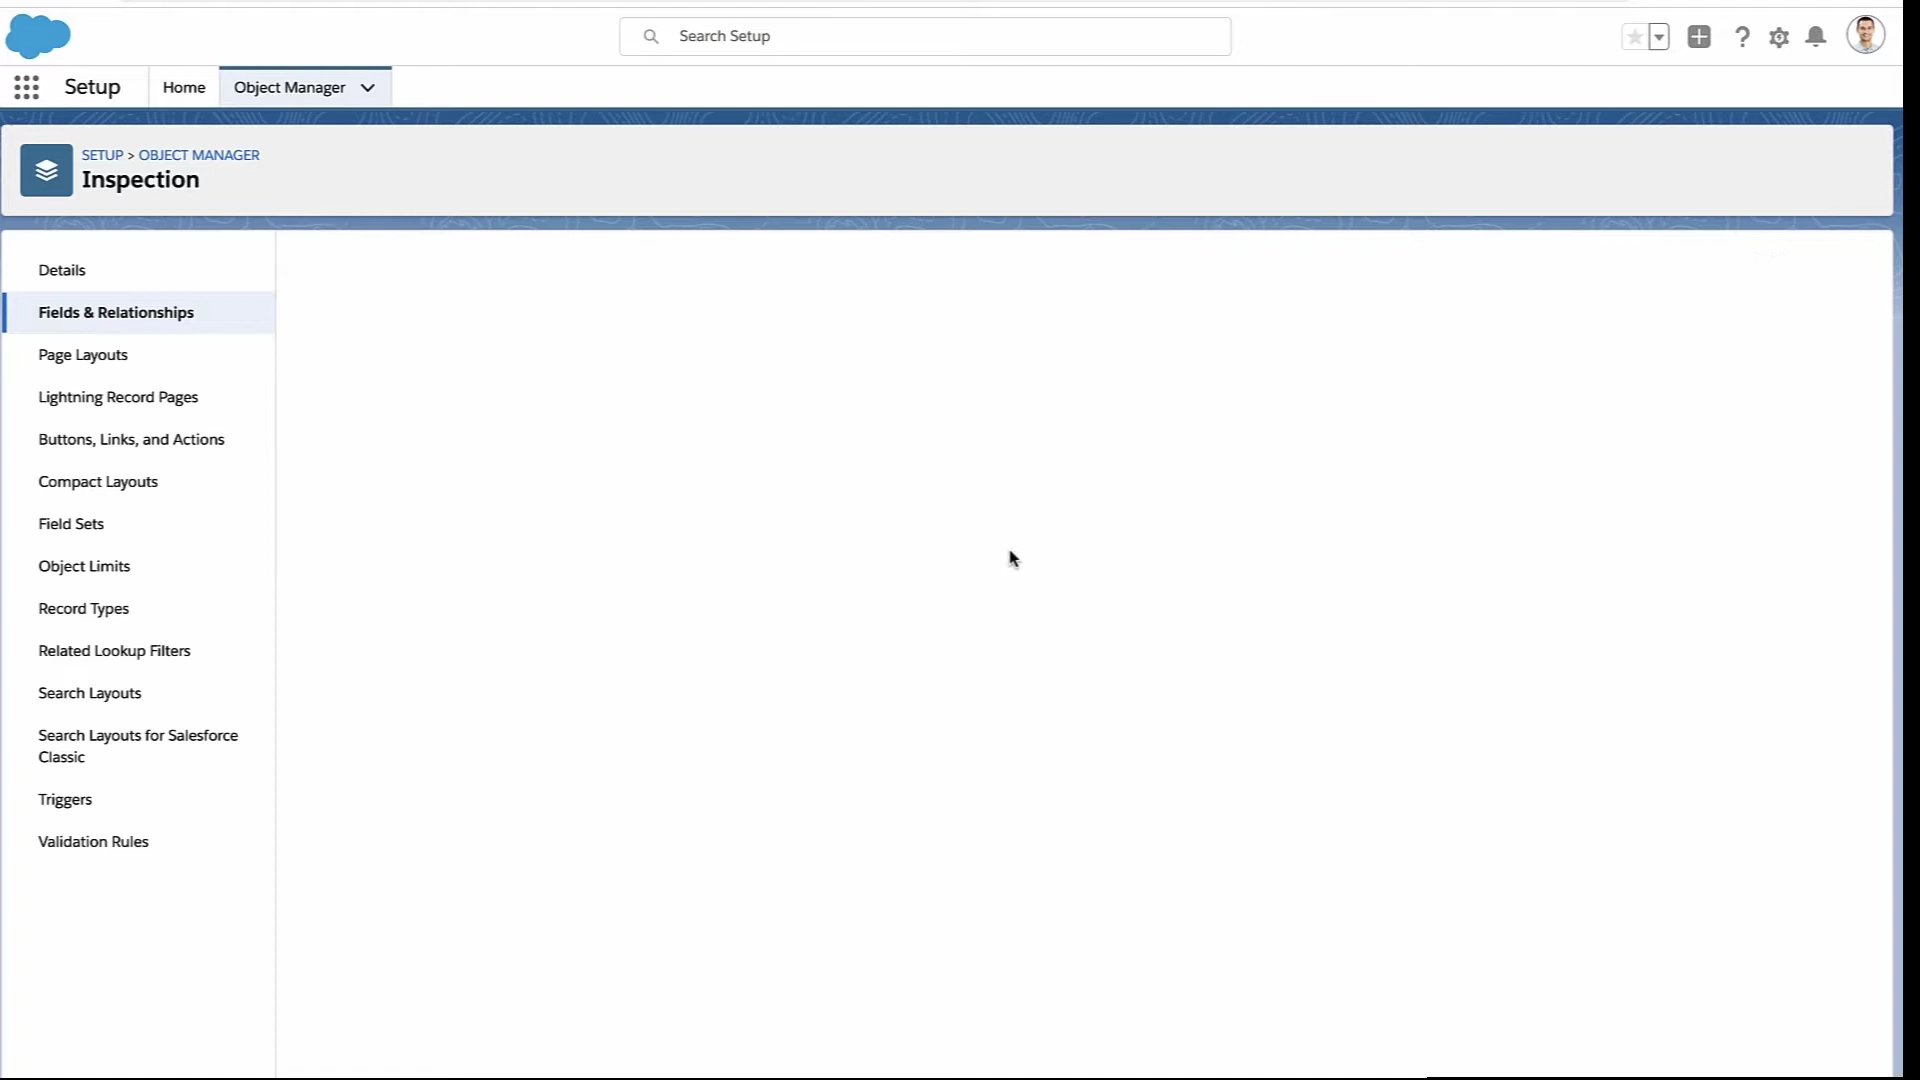 Search Setup
Setup
Home
Object Manager
SETUP > OBJECT MANAGER
Inspection
Details
Fields & Relationships
Page Layouts
Lightning Record Pages
Buttons, Links, and Actions
Compact Layouts
Field Sets
Object Limits
Record Types
Related Lookup Filters
Search Layouts
Search Layouts for Salesforce
Classic
Triggers
Validation Rules